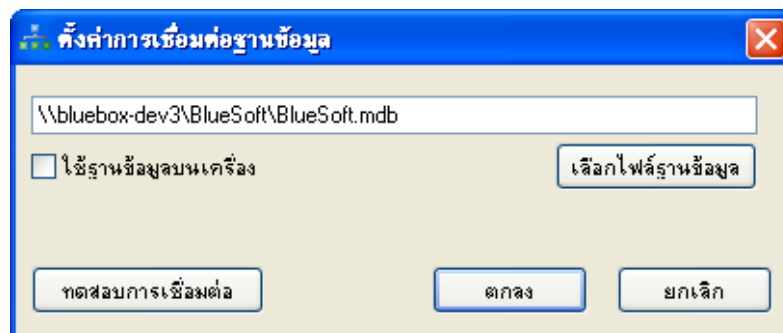 ตั้งค่าการเชื่อมต่อฐานข้อมูล
\\bluebox-dev3\BlueSoft\BlueSoft.mdb
ใช้ฐานข้อมูลบนเครื่อง
เลือกไฟล์ฐานข้อมูล
ทดสอบการเชื่อมต่อ
ตกลง
ยกเลิก